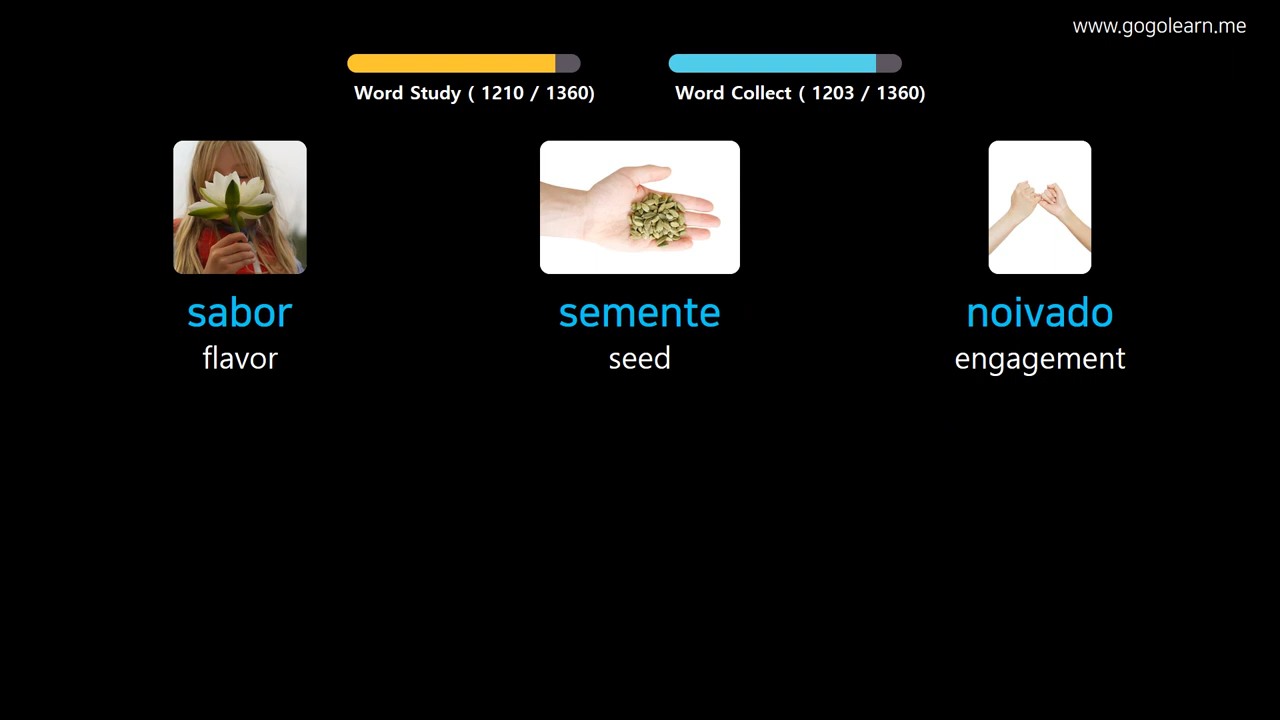 www.gogolearn.me
Word Study ( 1210 / 1360)
Word Collect ( 1203 / 1360)
sabor
flavor
semente
seed
noivado
engagement